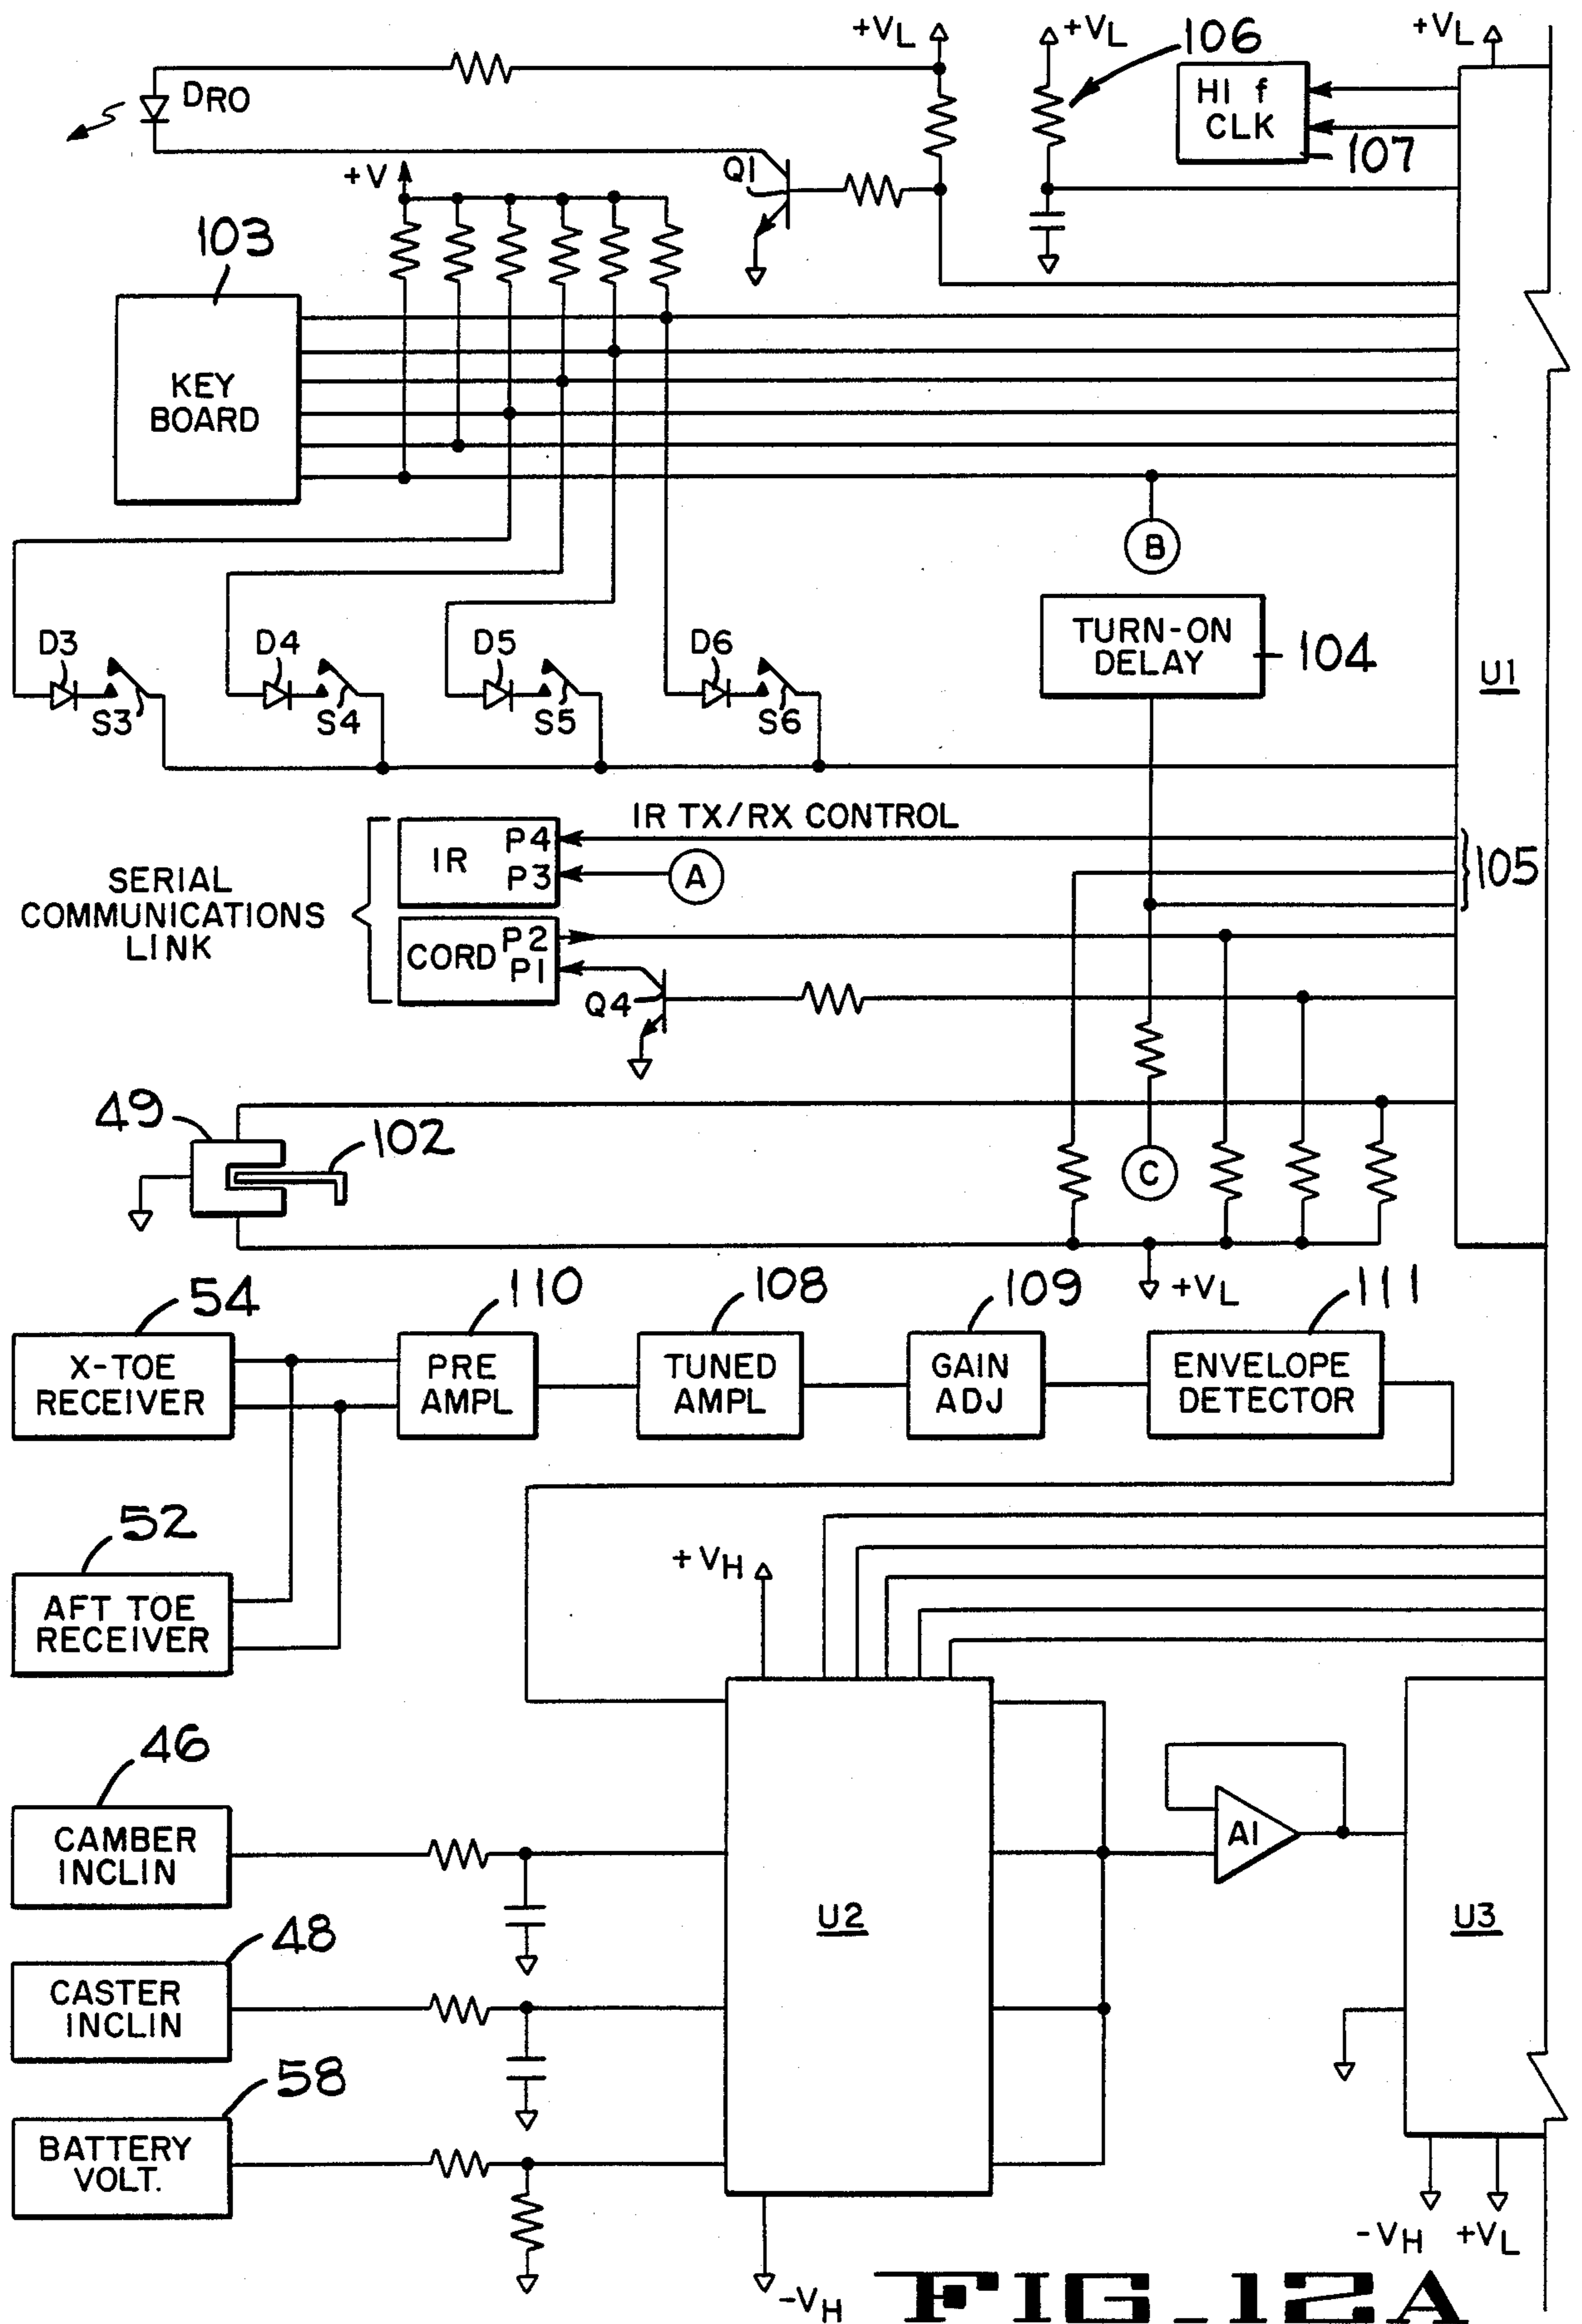 +VL
+VL
106
+VL
DRO
HI f
CLK
107
+V
Q1
103
KEY
BOARD
B
TURN-ON
DELAY
104
D3
S3
D4
S4
D5
S5
D6
S6
U1
IR TX/RX CONTROL
IR
P4
P3
A
105
SERIAL
COMMUNICATIONS
LINK
CORD
P2
P1
Q4
49
102
C
+VL
54
X-TOE
RECEIVER
110
PRE
AMPL
108
TUNED
AMPL
109
GAIN
ADJ
111
ENVELOPE
DETECTOR
52
AFT TOE
RECEIVER
+VH
46
CAMBER
INCLIN
A1
U2
U3
48
CASTER
INCLIN
58
BATTERY
VOLT.
-VH
+VL
-VH
FIG_12A